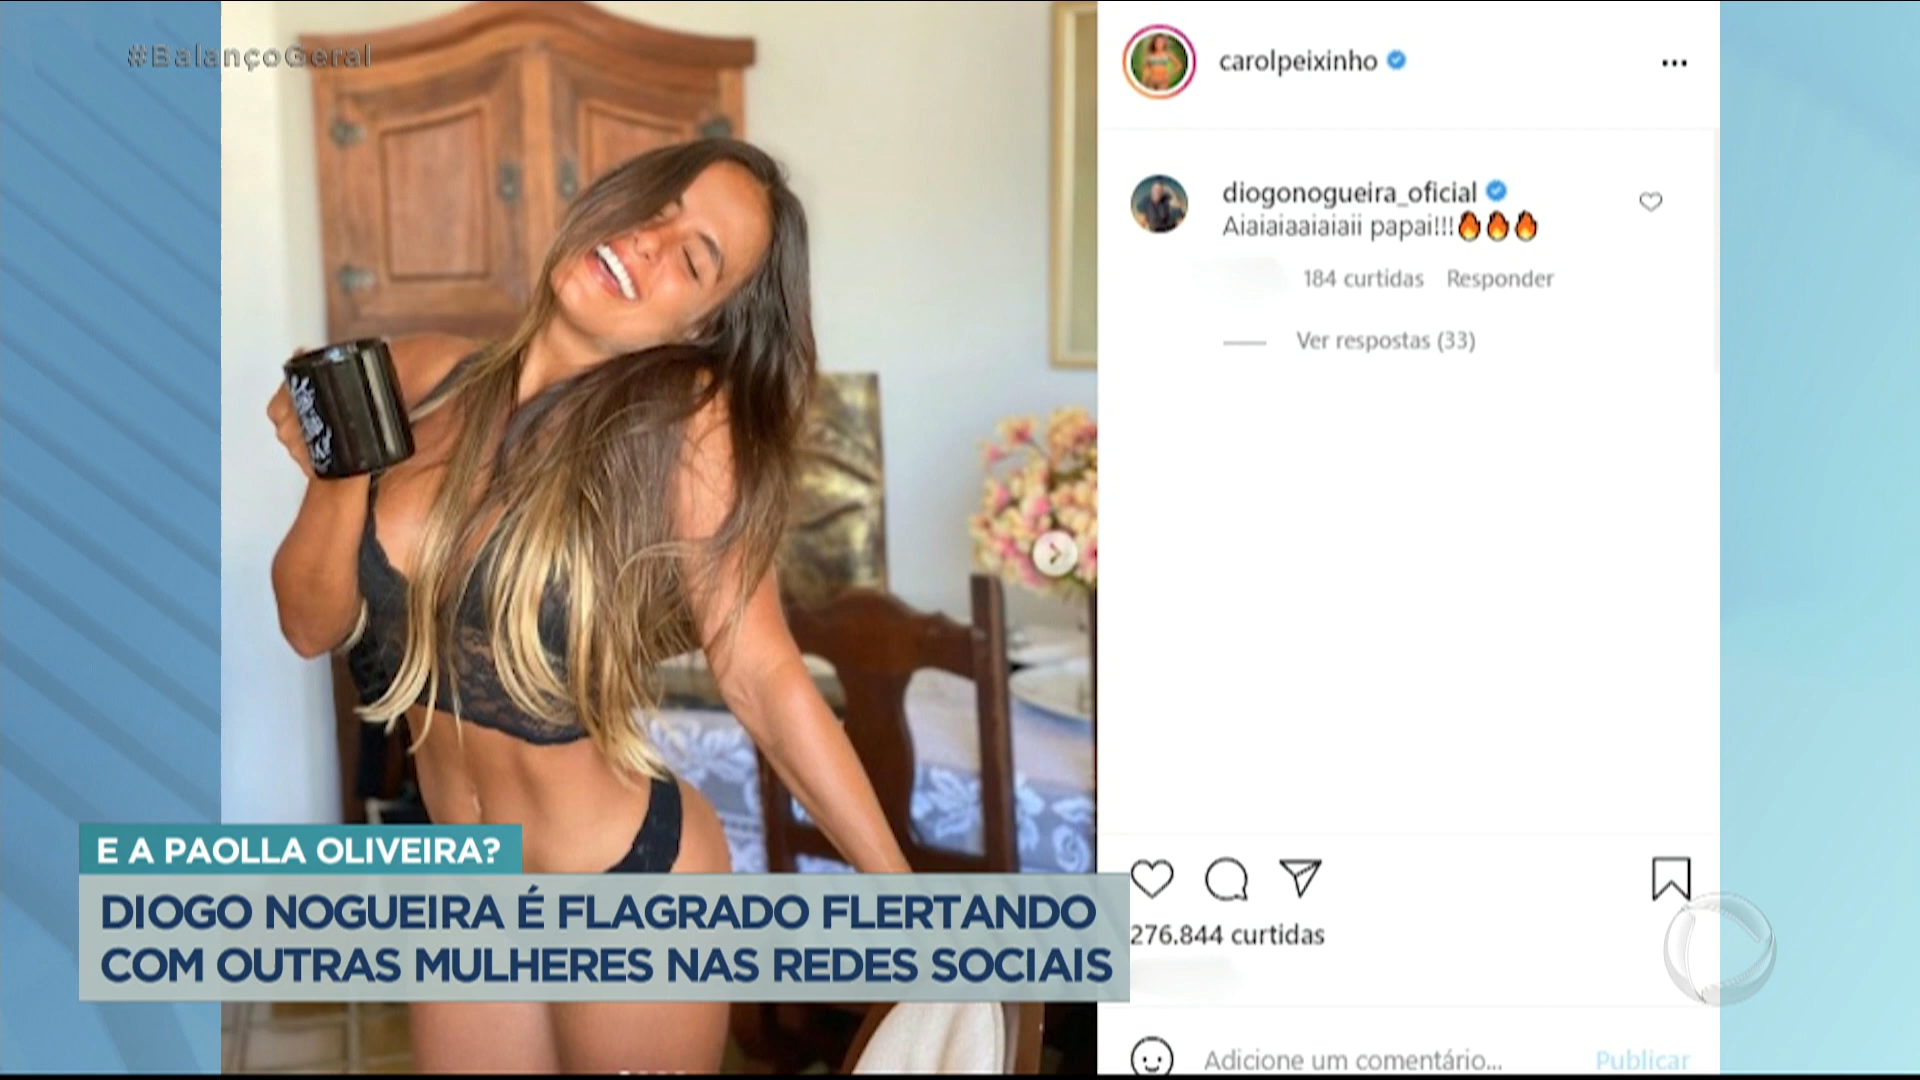 #BalançoGeral
carolpeixinho
diogonogueira_oficial
Aiaiaiaaiaiaii papai!!!🔥🔥🔥
184 curtidas Responder
Ver respostas (33)
276.844 curtidas
Adicione um comentário... Publicar
E A PAOLLA OLIVEIRA?
DIOGO NOGUEIRA É FLAGRADO FLERTANDO
COM OUTRAS MULHERES NAS REDES SOCIAIS